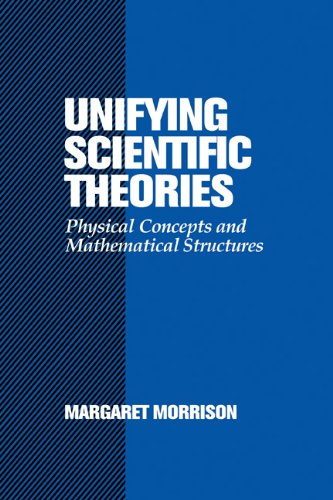 UNIFYING
SCIENTIFIC
THEORIES
Physical Concepts and
Mathematical Structures
MARGARET MORRISON